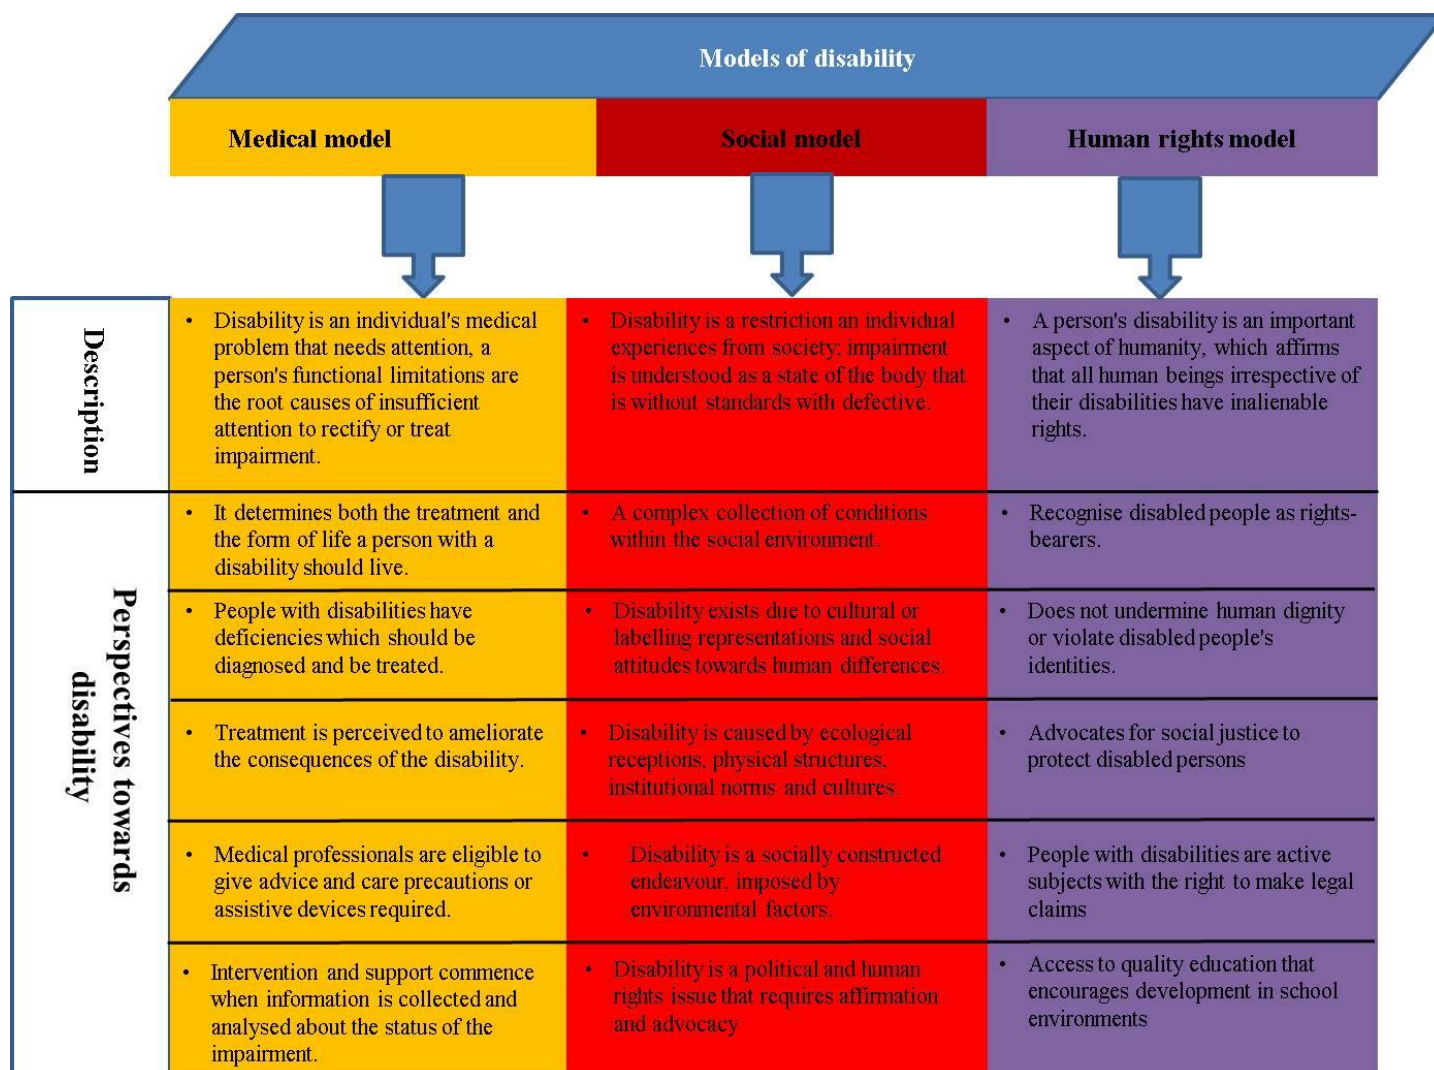 Models of disability
Medical model
Social model
Human rights model
Description
• Disability is an individual's medical
problem that needs attention, a
person's functional limitations are
the root causes of insufficient
attention to rectify or treat
impairment.
• Disability is a restriction an individual
experiences from society; impairment
is understood as a state of the body that
is without standards with defective.
• A person's disability is an important
aspect of humanity, which affirms
that all human beings irrespective of
their disabilities have inalienable
rights.
Perspectives towards
disability
• It determines both the treatment and
the form of life a person with a
disability should live.
• A complex collection of conditions
within the social environment.
• Recognise disabled people as rights-
bearers.
• People with disabilities have
deficiencies which should be
diagnosed and be treated.
• Disability exists due to cultural or
labelling representations and social
attitudes towards human differences.
• Does not undermine human dignity
or violate disabled people's
identities.
• Treatment is perceived to ameliorate
the consequences of the disability.
• Disability is caused by ecological
receptions, physical structures,
institutional norms and cultures.
• Advocates for social justice to
protect disabled persons
• Medical professionals are eligible to
give advice and care precautions or
assistive devices required.
• Disability is a socially constructed
endeavour, imposed by
environmental factors.
• People with disabilities are active
subjects with the right to make legal
claims
• Intervention and support commence
when information is collected and
analysed about the status of the
impairment.
• Disability is a political and human
rights issue that requires affirmation
and advocacy
• Access to quality education that
encourages development in school
environments